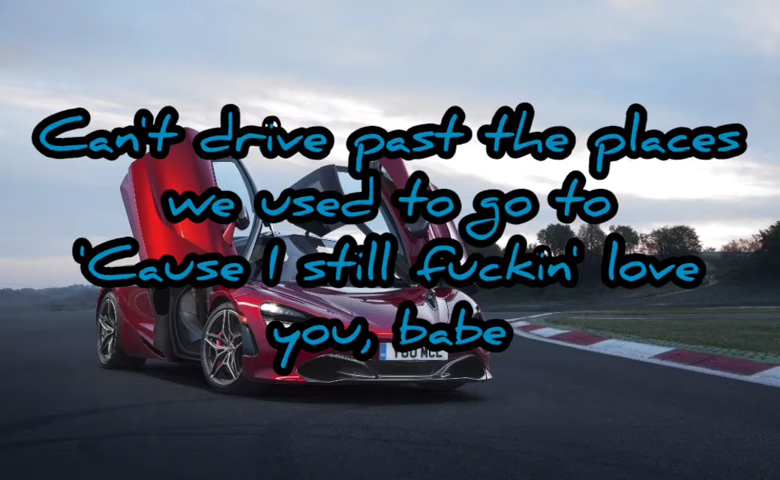 Can't drive past the places
we used to go to
'Cause I still fuckin' love
you, babe